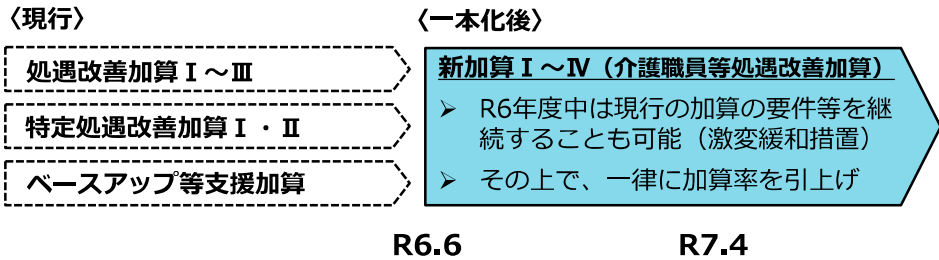 〈現行〉
〈一本化後〉
処遇改善加算Ⅰ～Ⅲ
特定処遇改善加算Ⅰ・Ⅱ
ベースアップ等支援加算
新加算Ⅰ～Ⅳ（介護職員等処遇改善加算）
➢ R6年度中は現行の加算の要件等を継
続することも可能（激変緩和措置）
➢ その上で、一律に加算率を引上げ
R6.6
R7.4